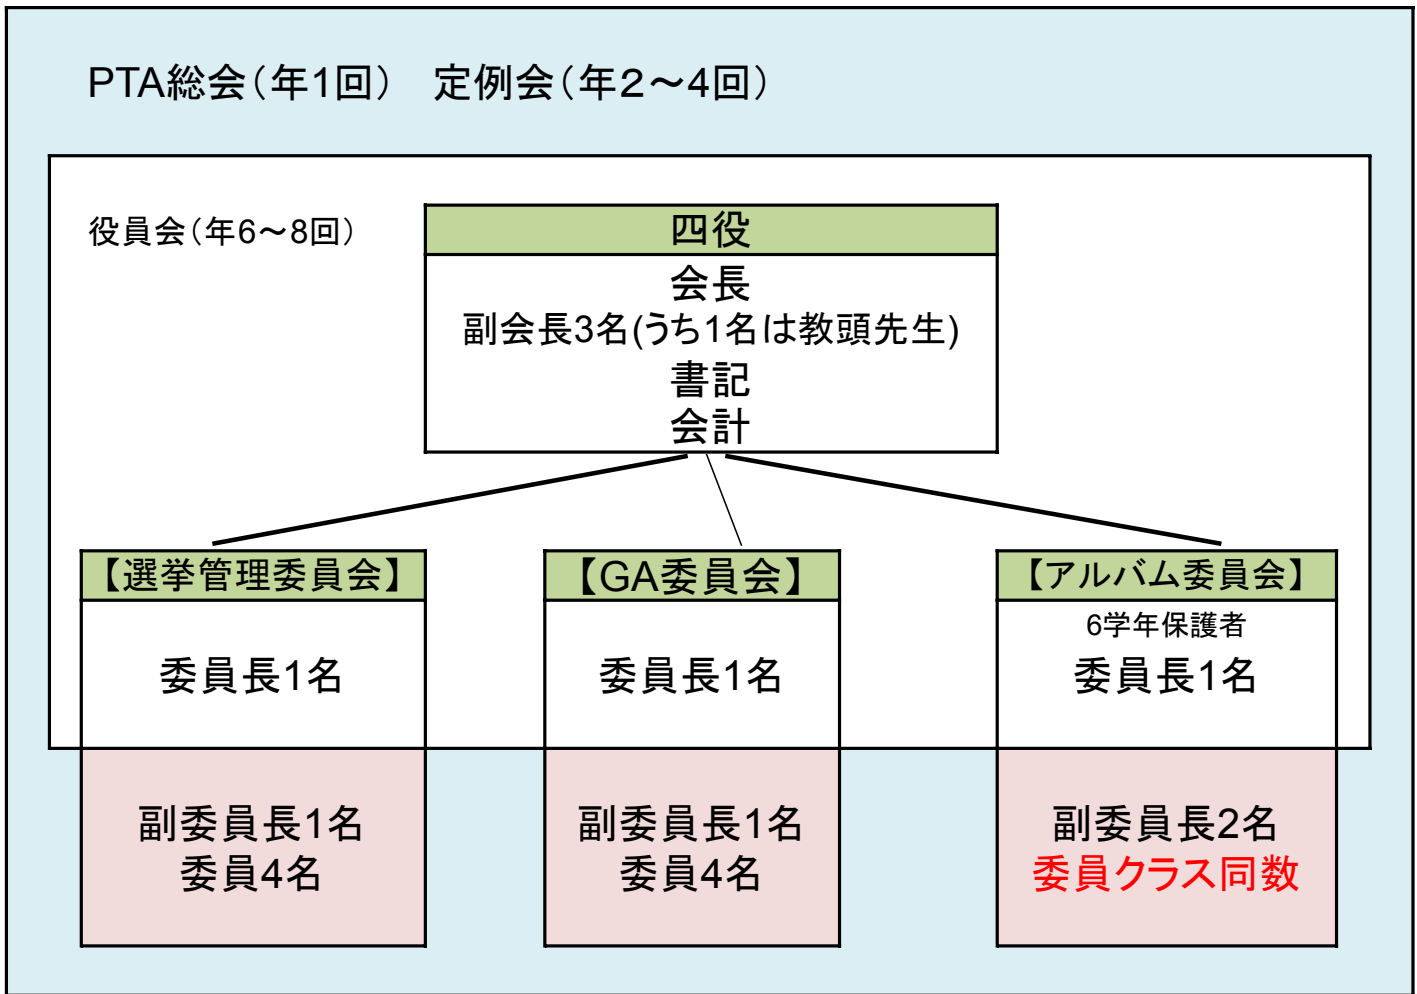 PTA総会（年1回）　定例会（年２～４回）
役員会（年6～8回）
四役
会長
副会長3名(うち1名は教頭先生)
書記
会計
【選挙管理委員会】
委員長1名
副委員長1名
委員4名
【GA委員会】
委員長1名
副委員長1名
委員4名
【アルバム委員会】
6学年保護者
委員長1名
副委員長2名
委員クラス同数